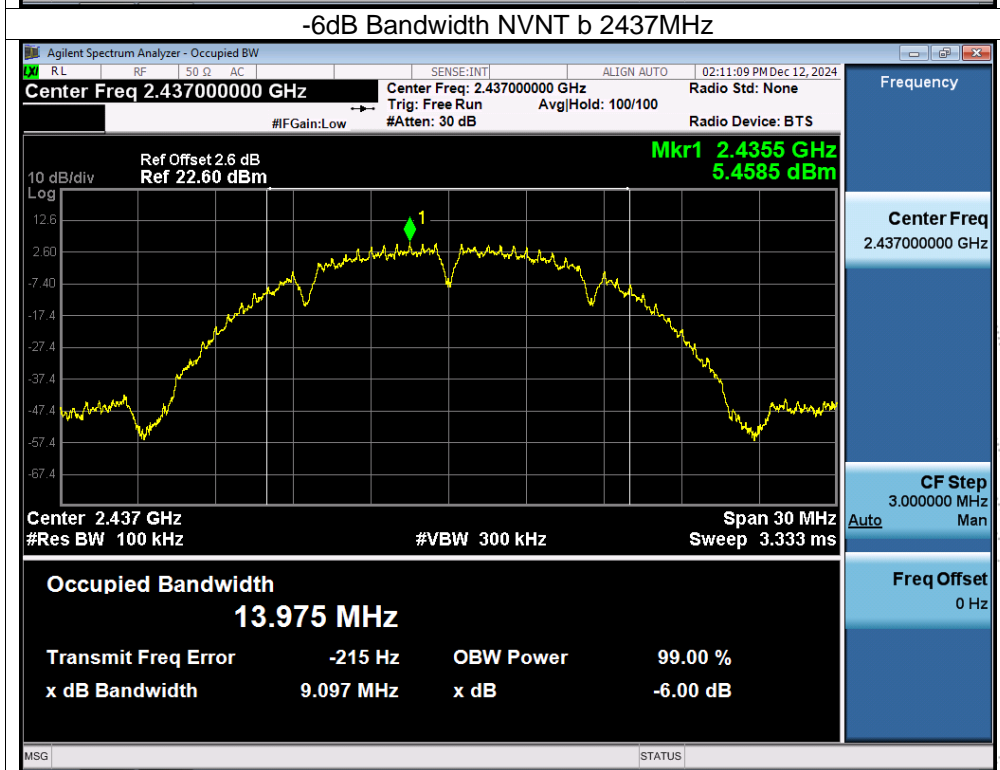 -6dB Bandwidth NVNT b 2437MHz
Agilent Spectrum Analyzer - Occupied BW
LXI RL RF 50 Ω AC SENSE:INT ALIGN AUTO 02:11:09 PM Dec 12, 2024
Center Freq 2.437000000 GHz
Center Freq: 2.437000000 GHz
Radio Std: None
Trig: Free Run Avg|Hold: 100/100
#IFGain:Low #Atten: 30 dB Radio Device: BTS
Frequency
Ref Offset 2.6 dB
10 dB/div Ref 22.60 dBm
Mkr1 2.4355 GHz
5.4585 dBm
Log
12.6
2.60
-7.40
-17.4
-27.4
-37.4
-47.4
-57.4
-67.4
1
Center 2.437 GHz Span 30 MHz
#Res BW 100 kHz #VBW 300 kHz Sweep 3.333 ms
Center Freq
2.437000000 GHz
CF Step
3.000000 MHz
Auto Man
Freq Offset
0 Hz
Occupied Bandwidth
13.975 MHz
Transmit Freq Error -215 Hz OBW Power 99.00 %
x dB Bandwidth 9.097 MHz x dB -6.00 dB
MSG STATUS